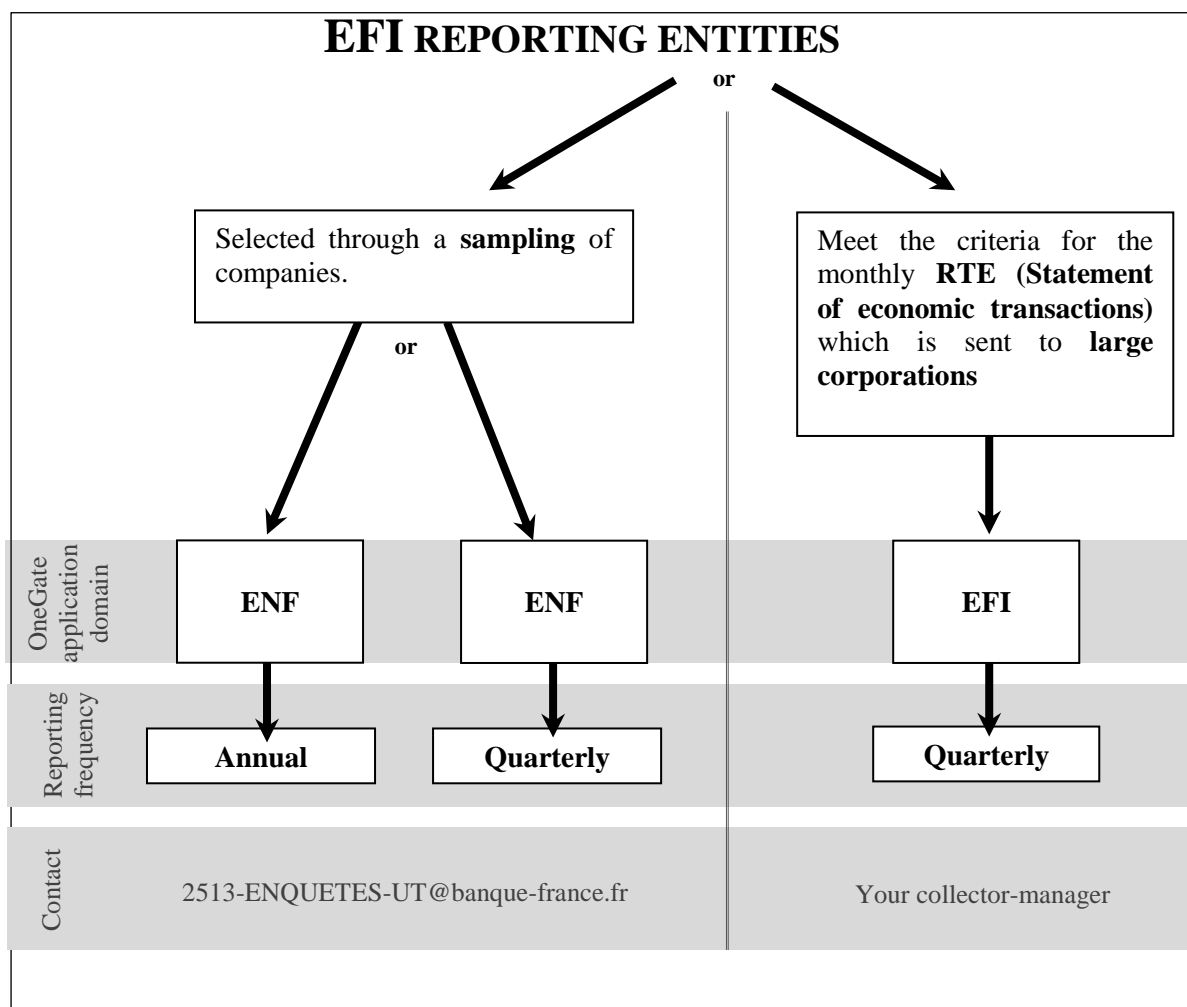 EFI REPORTING ENTITIES
or
Selected through a sampling of
companies.
or
Meet the criteria for the
monthly RTE (Statement
of economic transactions)
which is sent to large
corporations
OneGate
application
domain
ENF
ENF
EFI
Reporting
frequency
Annual
Quarterly
Quarterly
Contact
2513-ENQUETES-UT@banque-france.fr
Your collector-manager